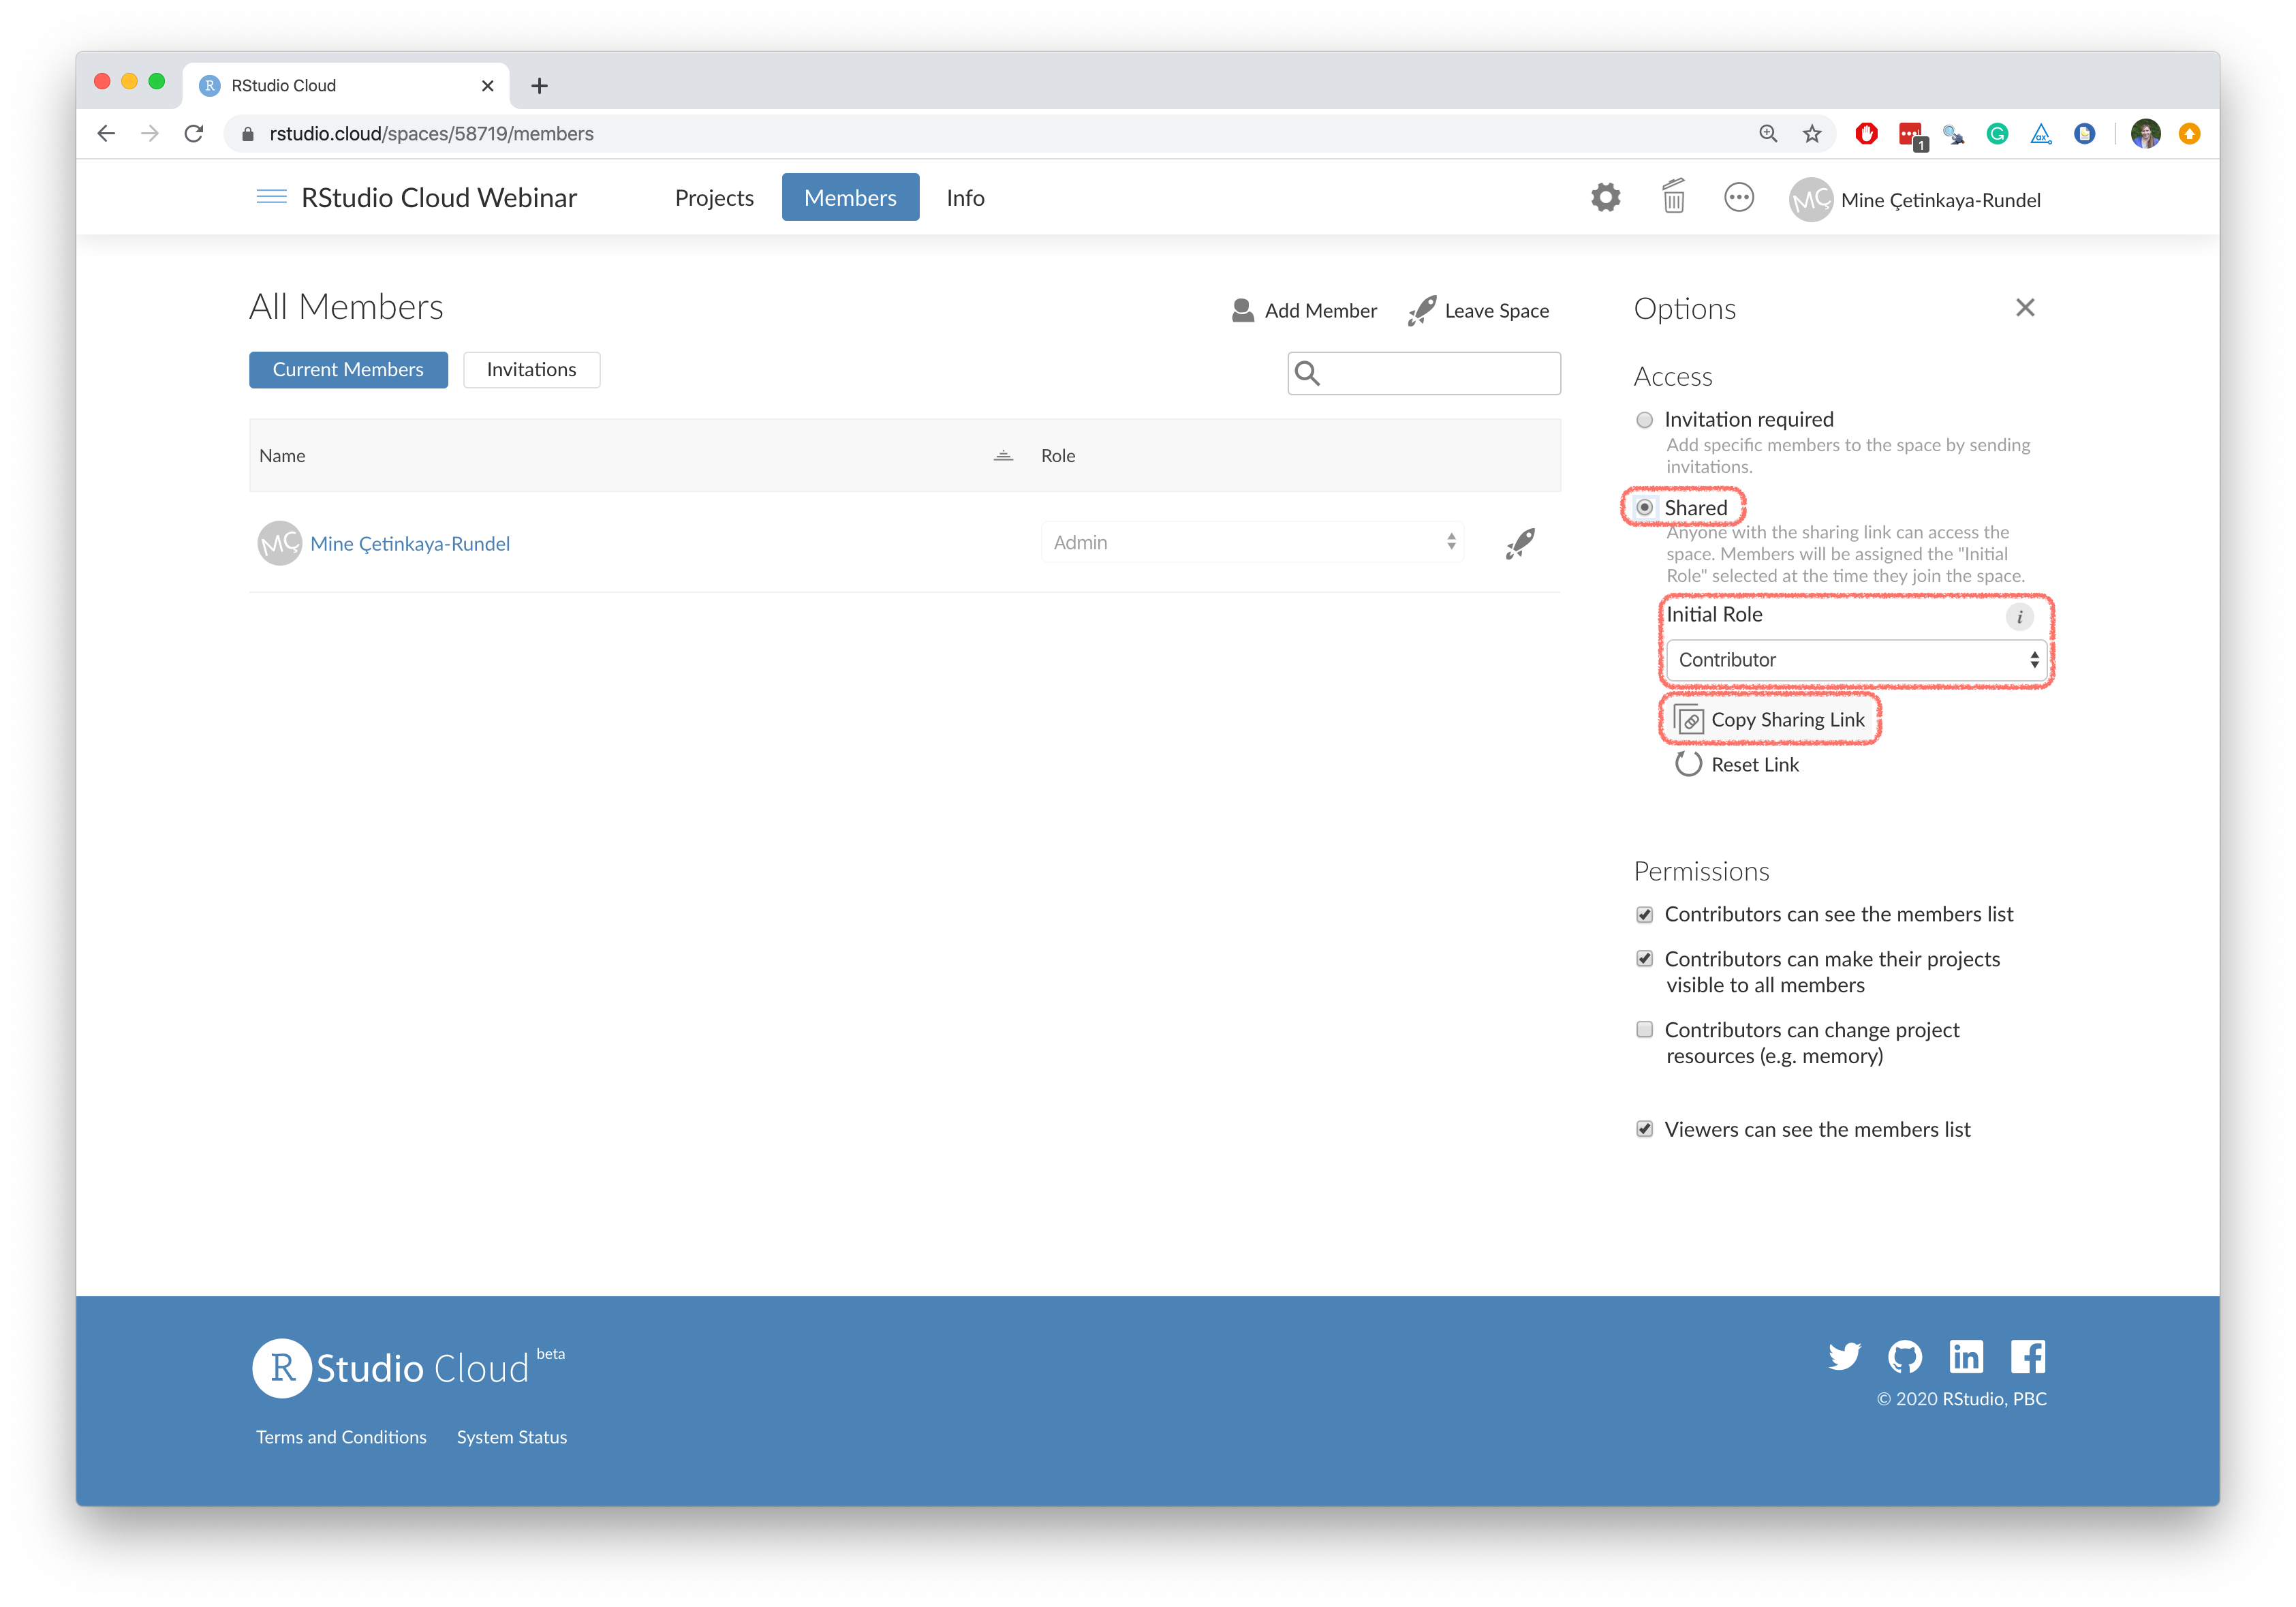 RStudio Cloud
rstudio.cloud/spaces/58719/members
1
RStudio Cloud Webinar
Projects
Members
Info
MÇ
Mine Çetinkaya-Rundel
All Members
Add Member
Leave Space
Current Members
Invitations
Name
Role
MÇ
Mine Çetinkaya-Rundel
Admin
Options
Access
Invitation required
Add specific members to the space by sending
invitations.
Shared
Anyone with the sharing link can access the
space. Members will be assigned the "Initial
Role" selected at the time they join the space.
Initial Role
i
Contributor
Copy Sharing Link
Reset Link
Permissions
Contributors can see the members list
Contributors can make their projects
visible to all members
Contributors can change project
resources (e.g. memory)
Viewers can see the members list
R Studio Cloud beta
Terms and Conditions
System Status
© 2020 RStudio, PBC